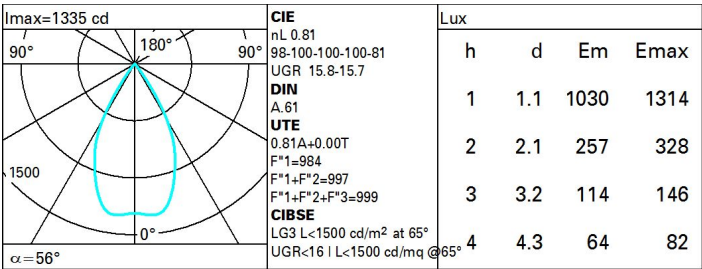 Imax=1335 cd
90°
180°
90°
1500
0°
α=56°
CIE
nL 0.81
98-100-100-100-81
UGR 15.8-15.7
DIN
A.61
UTE
0.81A+0.00T
F"1=984
F"1+F"2=997
F"1+F"2+F"3=999
CIBSE
LG3 L<1500 cd/m² at 65°
UGR<16 | L<1500 cd/mq @65°
Lux
h d Em Emax
1 1.1 1030 1314
2 2.1 257 328
3 3.2 114 146
4 4.3 64 82